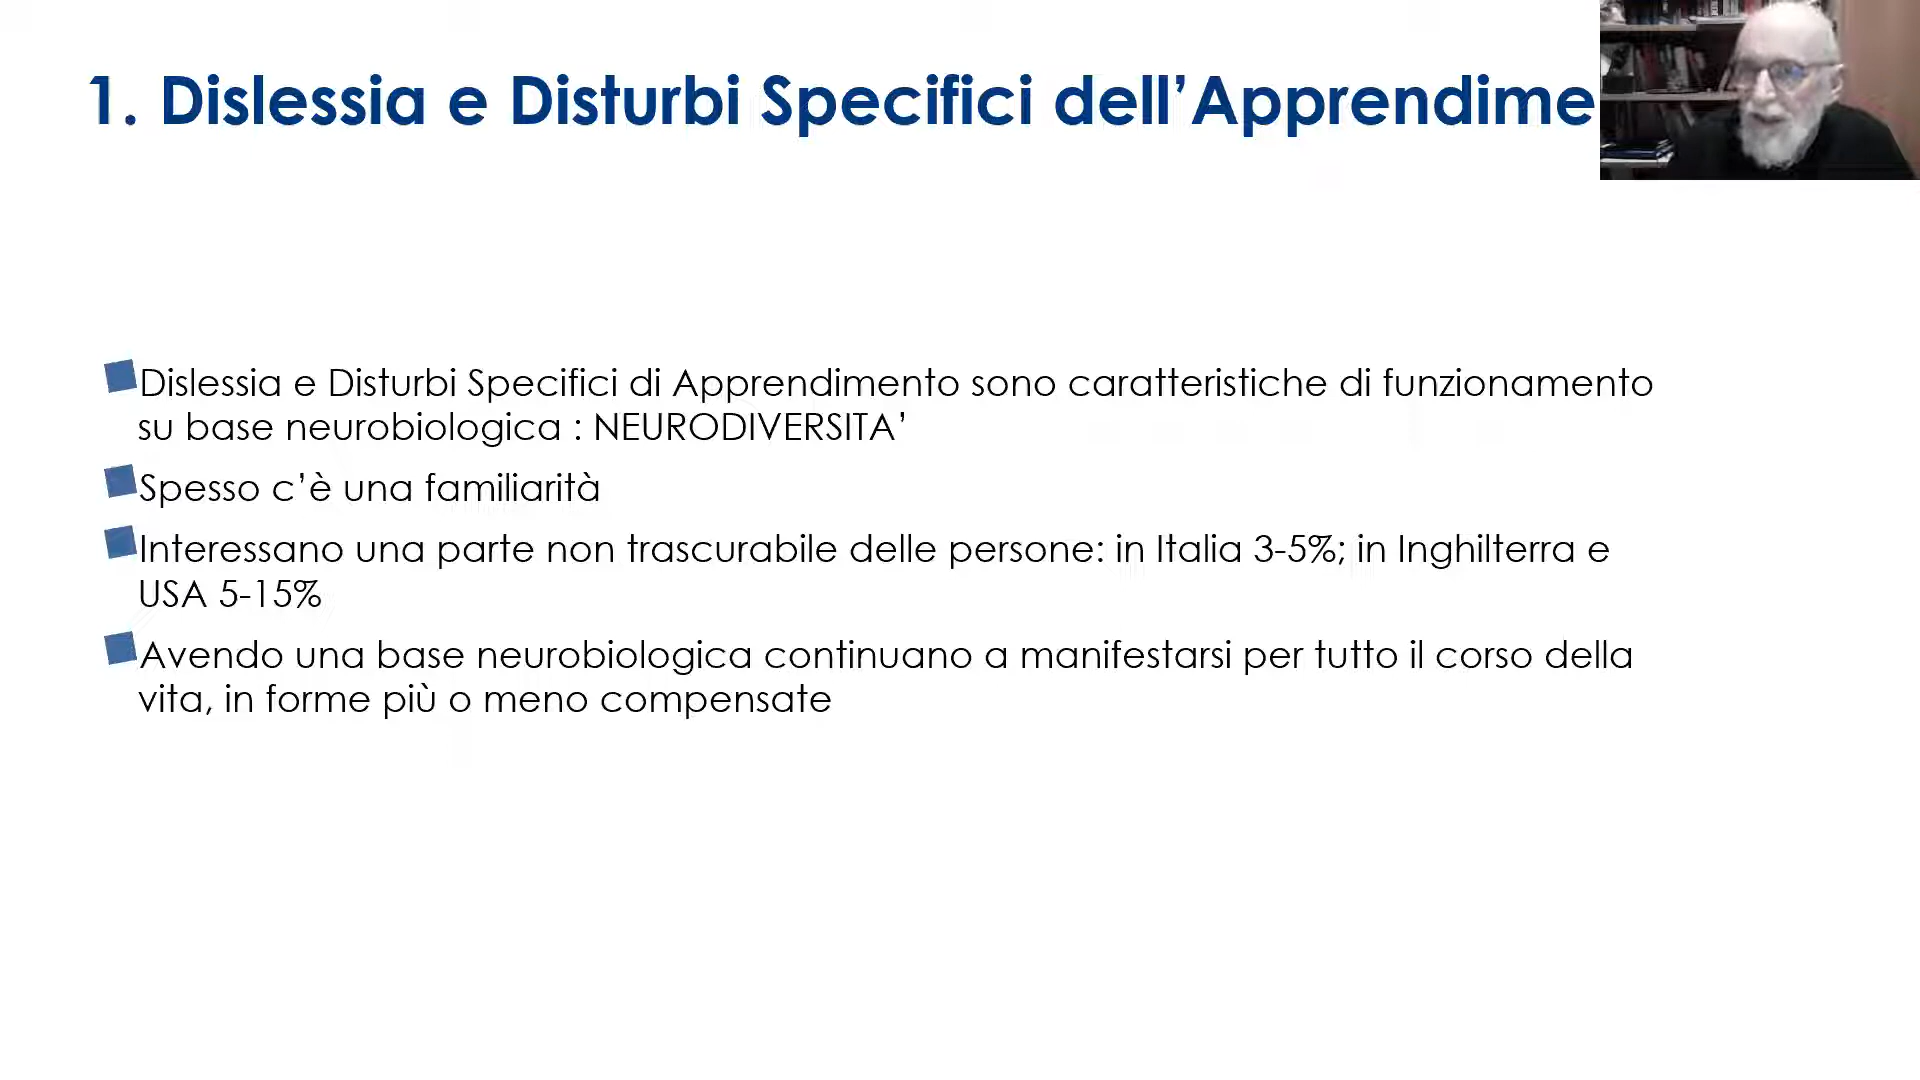 1. Dislessia e Disturbi Specifici dell’Apprendime
Dislessia e Disturbi Specifici di Apprendimento sono caratteristiche di funzionamento
su base neurobiologica : NEURODIVERSITA’
Spesso c’è una familiarità
Interessano una parte non trascurabile delle persone: in Italia 3-5%; in Inghilterra e
USA 5-15%
Avendo una base neurobiologica continuano a manifestarsi per tutto il corso della
vita, in forme più o meno compensate